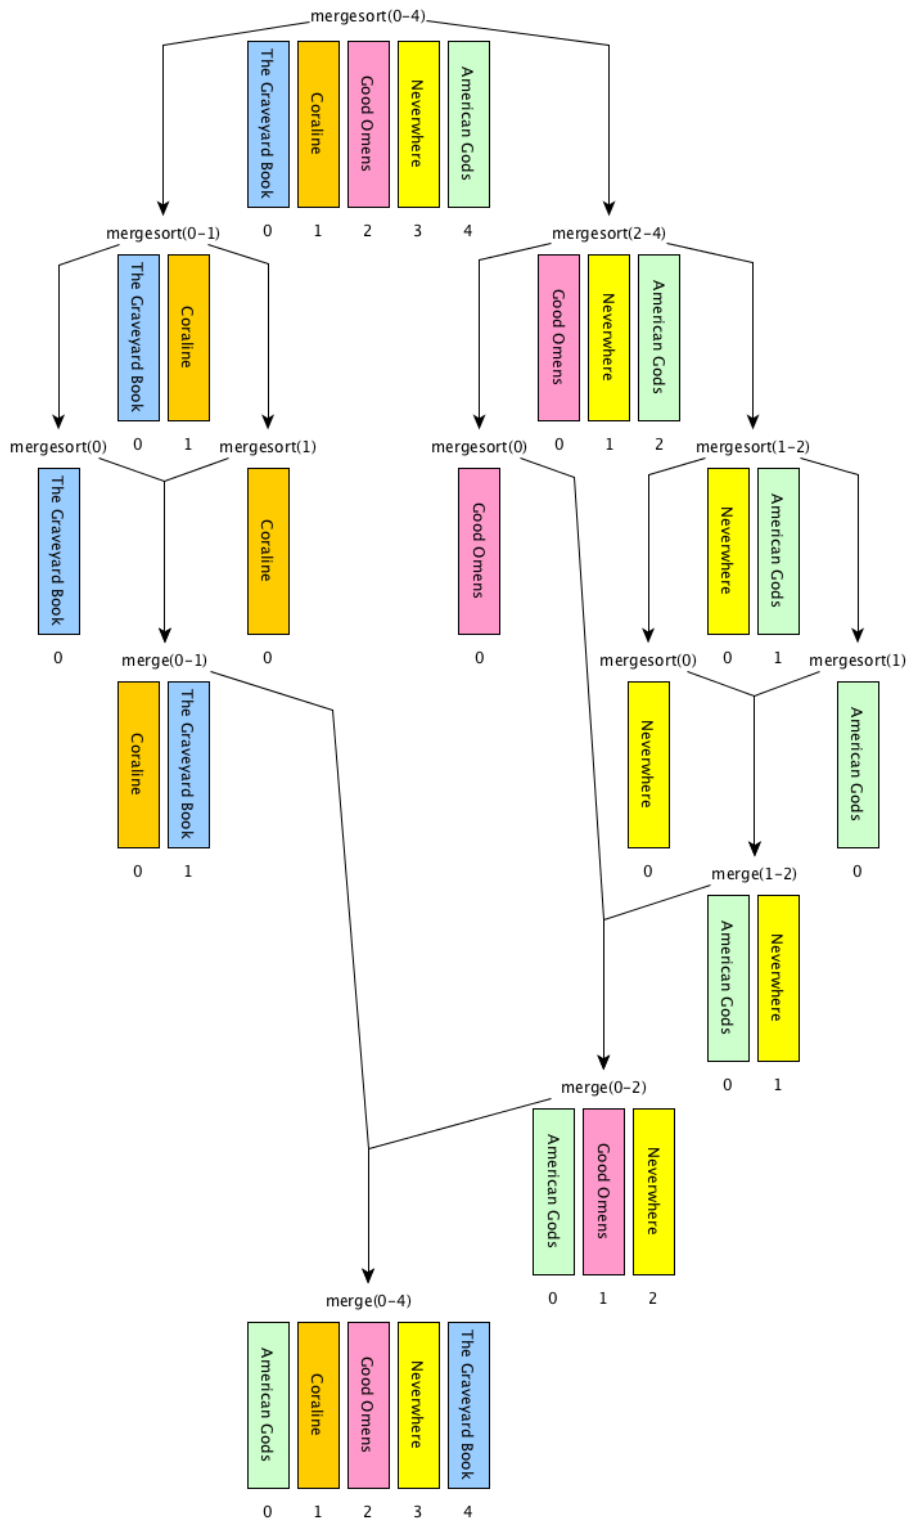 mergesort(0-4)
The Graveyard Book
Coraline
Good Omens
Neverwhere
American Gods
0 1 2 3 4
mergesort(0-1)
The Graveyard Book
Coraline
0 1
mergesort(2-4)
Good Omens
Neverwhere
American Gods
0 1 2
mergesort(0)
The Graveyard Book
0
mergesort(1)
Coraline
0
mergesort(0)
Good Omens
0
mergesort(1-2)
Neverwhere
American Gods
0 1
merge(0-1)
Coraline
The Graveyard Book
0 1
mergesort(0)
Neverwhere
0
mergesort(1)
American Gods
0
merge(1-2)
American Gods
Neverwhere
0 1
merge(0-2)
American Gods
Good Omens
Neverwhere
0 1 2
merge(0-4)
American Gods
Coraline
Good Omens
Neverwhere
The Graveyard Book
0 1 2 3 4